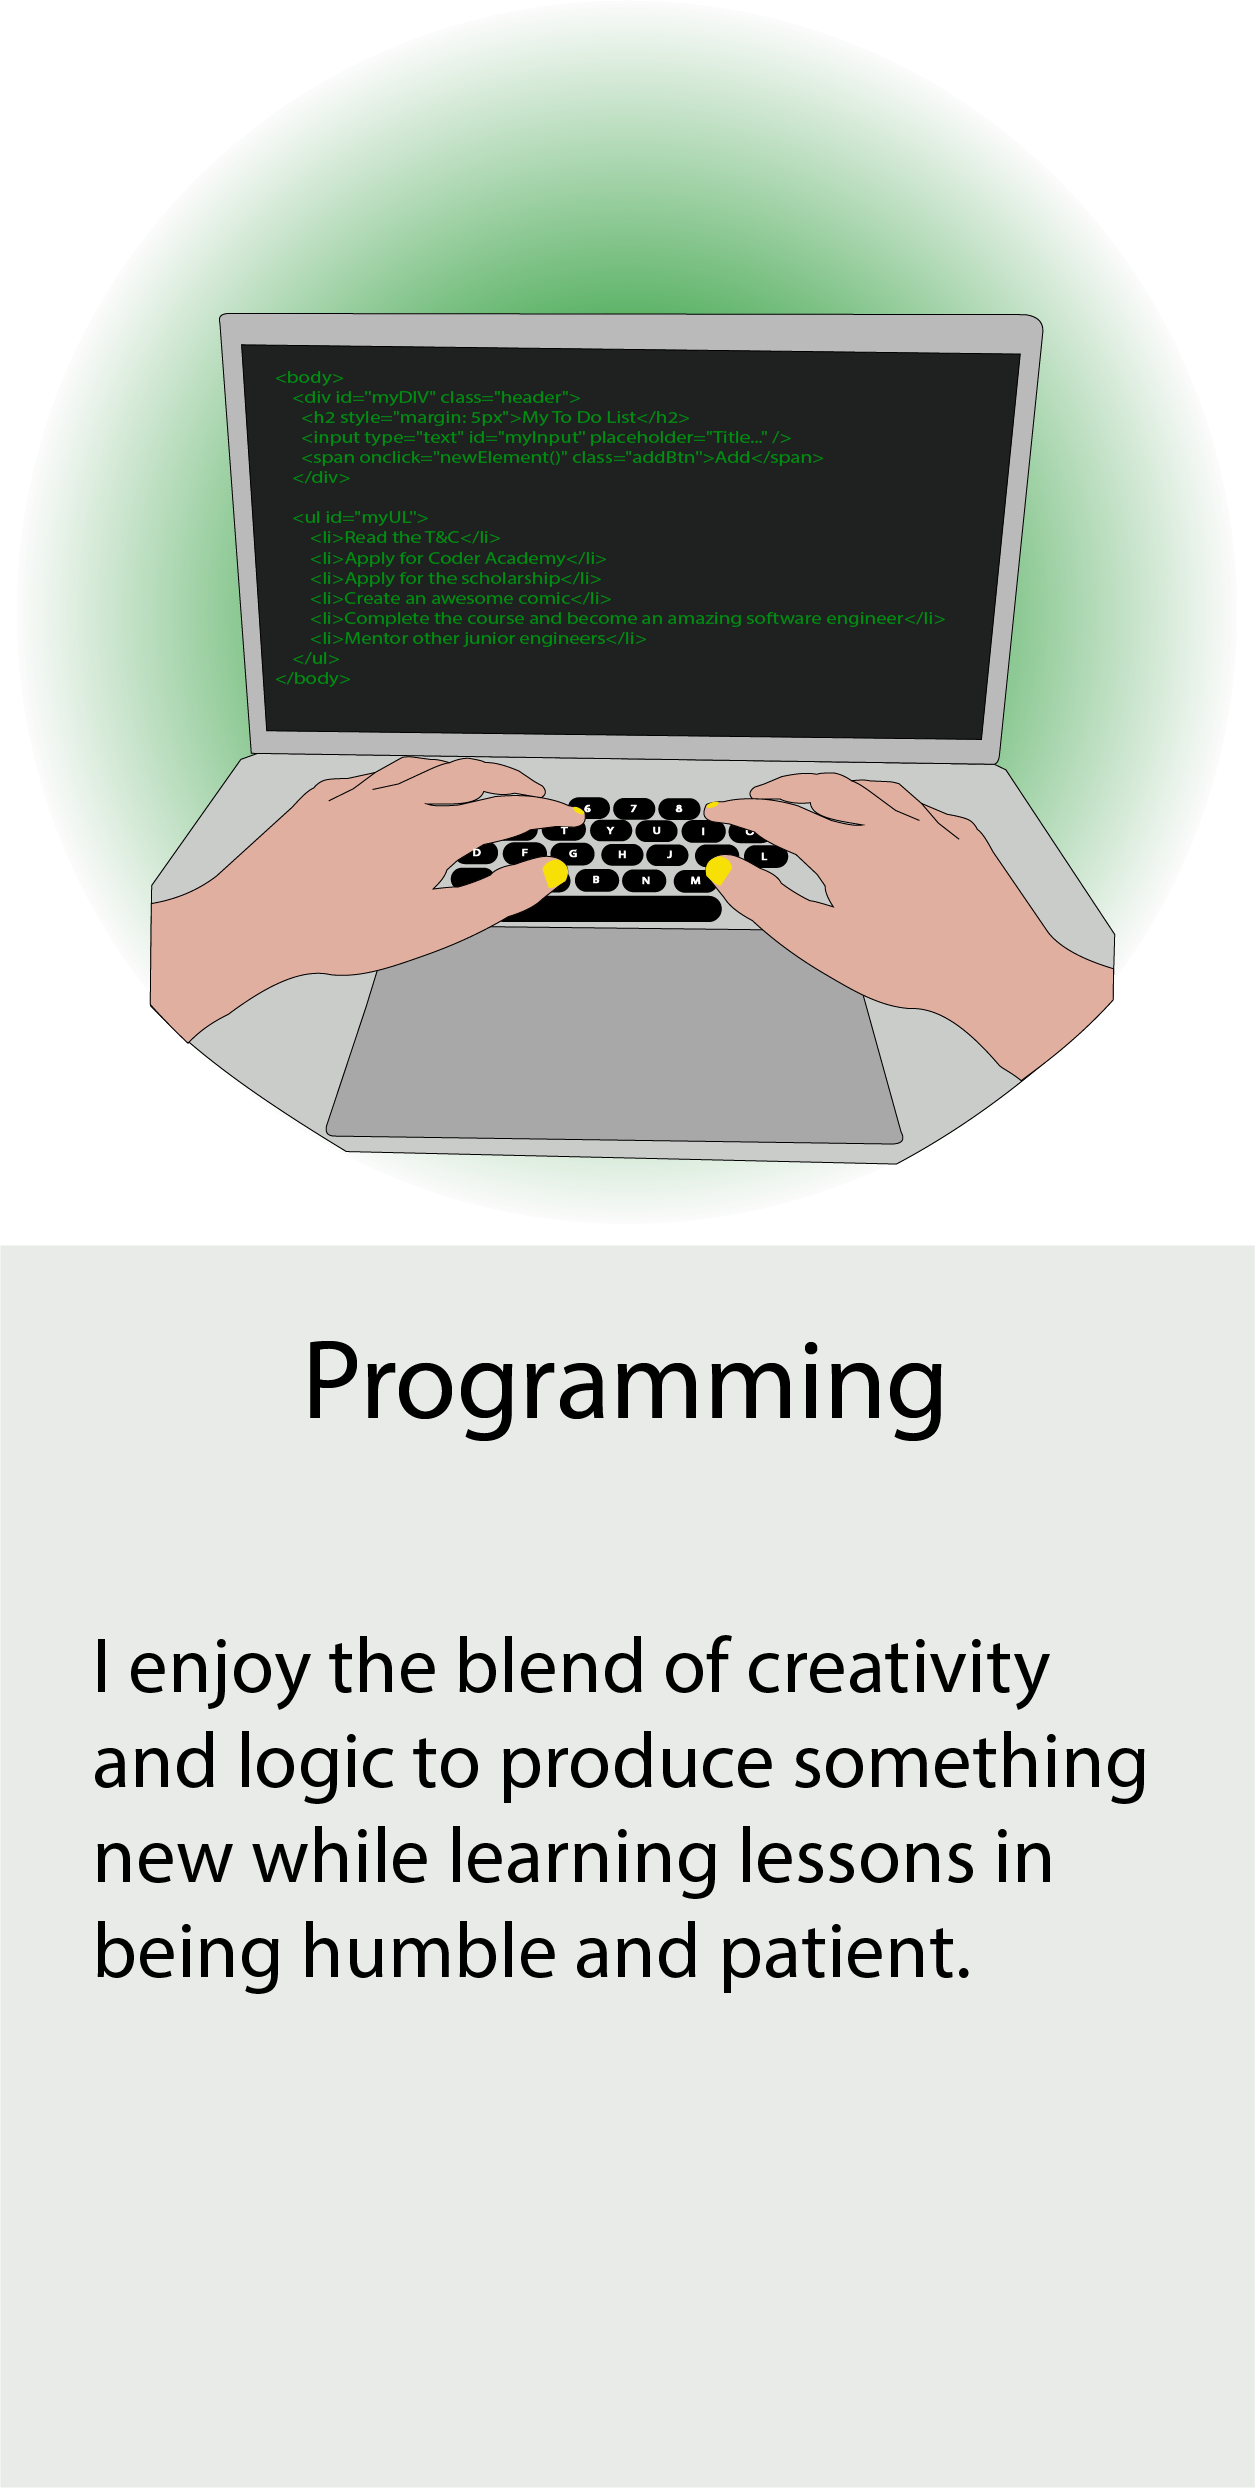 <body>
<div id="myDIV" class="header">
<h2 style="margin: 5px">My To Do List</h2>
<input type="text" id="myInput" placeholder="Title..." />
<span onclick="newElement()" class="addBtn">Add</span>
</div>
<ul id="myUL">
<li>Read the T&C</li>
<li>Apply for Coder Academy</li>
<li>Apply for the scholarship</li>
<li>Create an awesome comic</li>
<li>Complete the course and become an amazing software engineer</li>
<li>Mentor other junior engineers</li>
</ul>
</body>
6 7 8
T Y U I O
D F G H J L
B N M
Programming
I enjoy the blend of creativity
and logic to produce something
new while learning lessons in
being humble and patient.